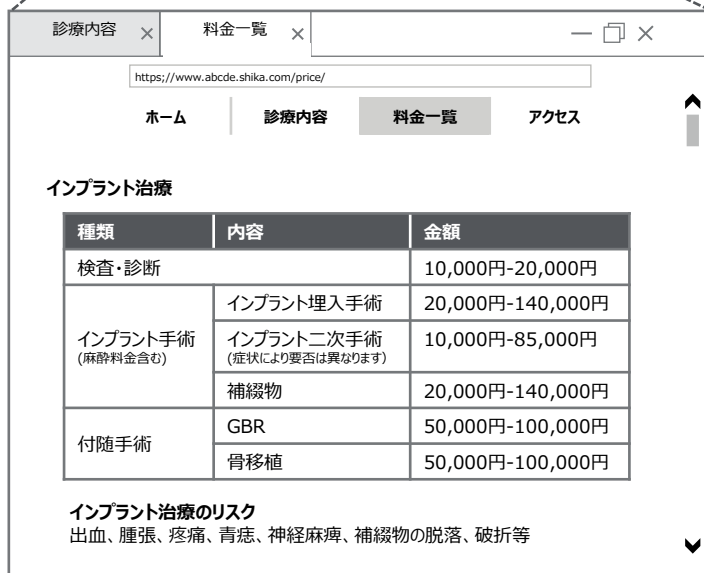 診療内容 ×
料金一覧 ×
https;//www.abcde.shika.com/price/
ホーム 診療内容 料金一覧 アクセス
インプラント治療
種類 内容 金額
検査・診断 10,000円-20,000円
インプラント手術
(麻酔料金含む)
インプラント埋入手術 20,000円-140,000円
インプラント二次手術 10,000円-85,000円
(症状により要否は異なります)
補綴物 20,000円-140,000円
付随手術
GBR 50,000円-100,000円
骨移植 50,000円-100,000円
インプラント治療のリスク
出血、腫張、疼痛、青痣、神経麻痺、補綴物の脱落、破折等